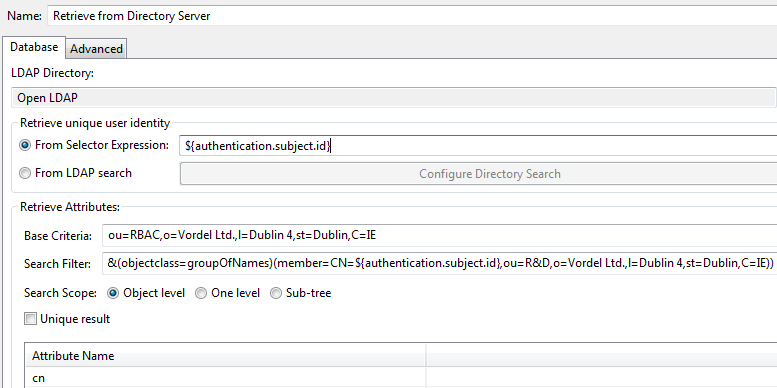 Name: Retrieve from Directory Server
Database Advanced
LDAP Directory:
Open LDAP
Retrieve unique user identity
From Selector Expression: ${authentication.subject.id}
From LDAP search Configure Directory Search
Retrieve Attributes:
Base Criteria: ou=RBAC,o=Vordel Ltd.,l=Dublin 4,st=Dublin,C=IE
Search Filter: &(objectclass=groupOfNames)(member=CN=${authentication.subject.id},ou=R&D,o=Vordel Ltd.,l=Dublin 4,st=Dublin,C=IE))
Search Scope: Object level One level Sub-tree
Unique result
Attribute Name
cn